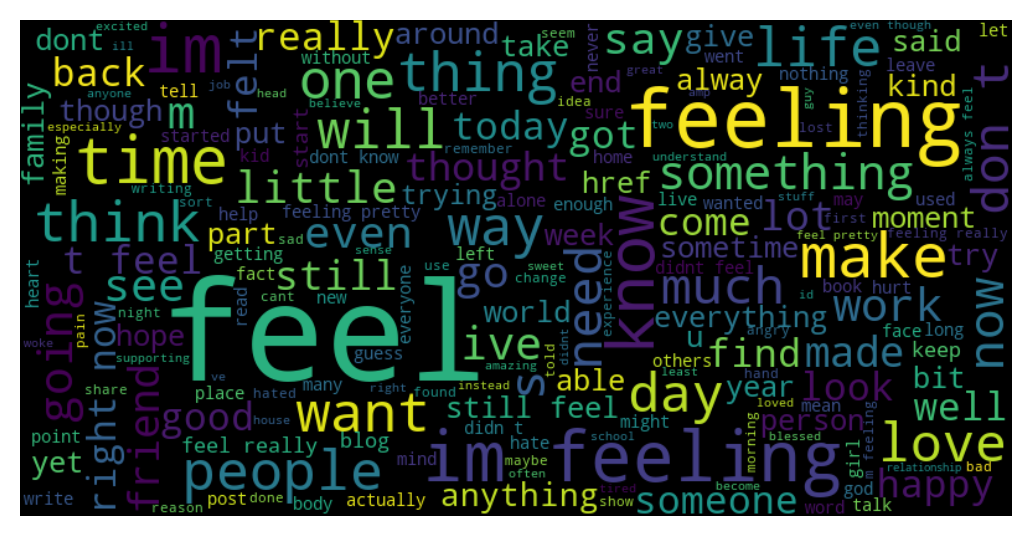 excited
ill
dont
im
felt
really
around
without
take
seem
never
say
give
went
life
even though
said
let
anyone
back
tell
job
head
one
thing
better
idea
end
sure
alway
amp
great
nothing
guy
thinking
kind
leave
though
m
believe
family
especially
making
time
started
put
start
will
today
got
feeling
two
lost
always feel
don t
kid
dont know
remember
thought
home
something
understand
writing
sort
little
trying
alone
enough
href
live
wanted
stuff
may
first
used
think
help
feeling pretty
part
sad
even
way
week
come
lot
moment
sometime
feel pretty
feeling really
heart
t feel
getting
fact
still
sense
left
go
sweet
change
need
know
didnt feel
make
try
see
cant
read
new
use
everyone
experience
much
id
book
hurt
work
now
going
right now
night
hope
pain
feel
world
everything
angry
face
long
woke
supporting
guess
ive
s
told
didnt
u
others
find
made
keep
friend
share
ve
place
hated
many
right
amazing
found
instead
able
least
hand
day
year
look
bit
good
house
want
still feel
didn t
might
loved
mean
person
well
point
yet
feel really
blog
mind
people
im feeling
hate
maybe
often
school
morning
blessed
girl
im feeling
love
relationship
bad
god
happy
write
reason
post
done
body
actually
anything
show
tired
someone
become
word
talk